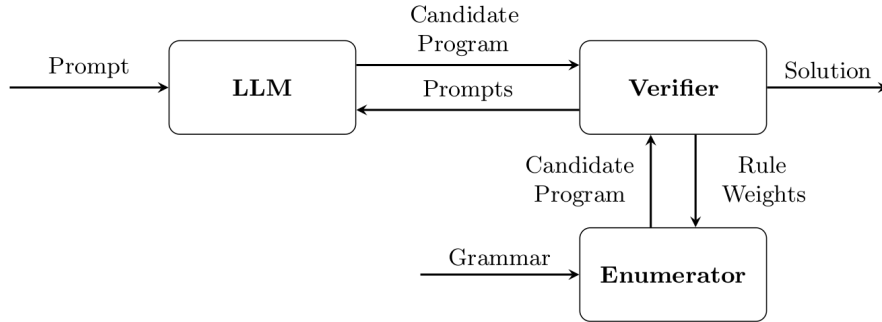 Candidate
Program
Prompt
LLM
Prompts
Verifier
Solution
Candidate
Program
Rule
Weights
Grammar
Enumerator